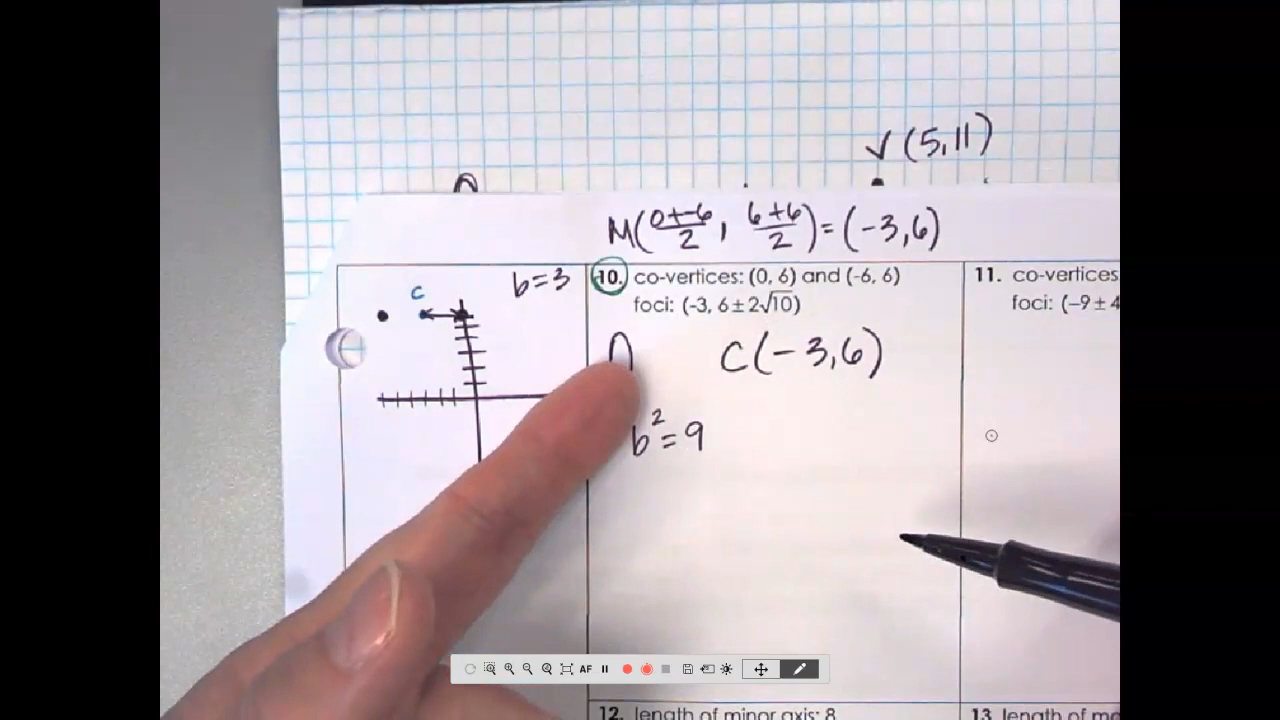 √(5,11)
M(0+-6/2, 6+6/2)=(-3,6)
b=3
10. co-vertices: (0, 6) and (-6, 6)
foci: (-3, 6±2√10)
C
C(-3,6)
b²=9
11. co-vertices
foci: (-9±4
12. length of minor axis: 8
13. length of
AF